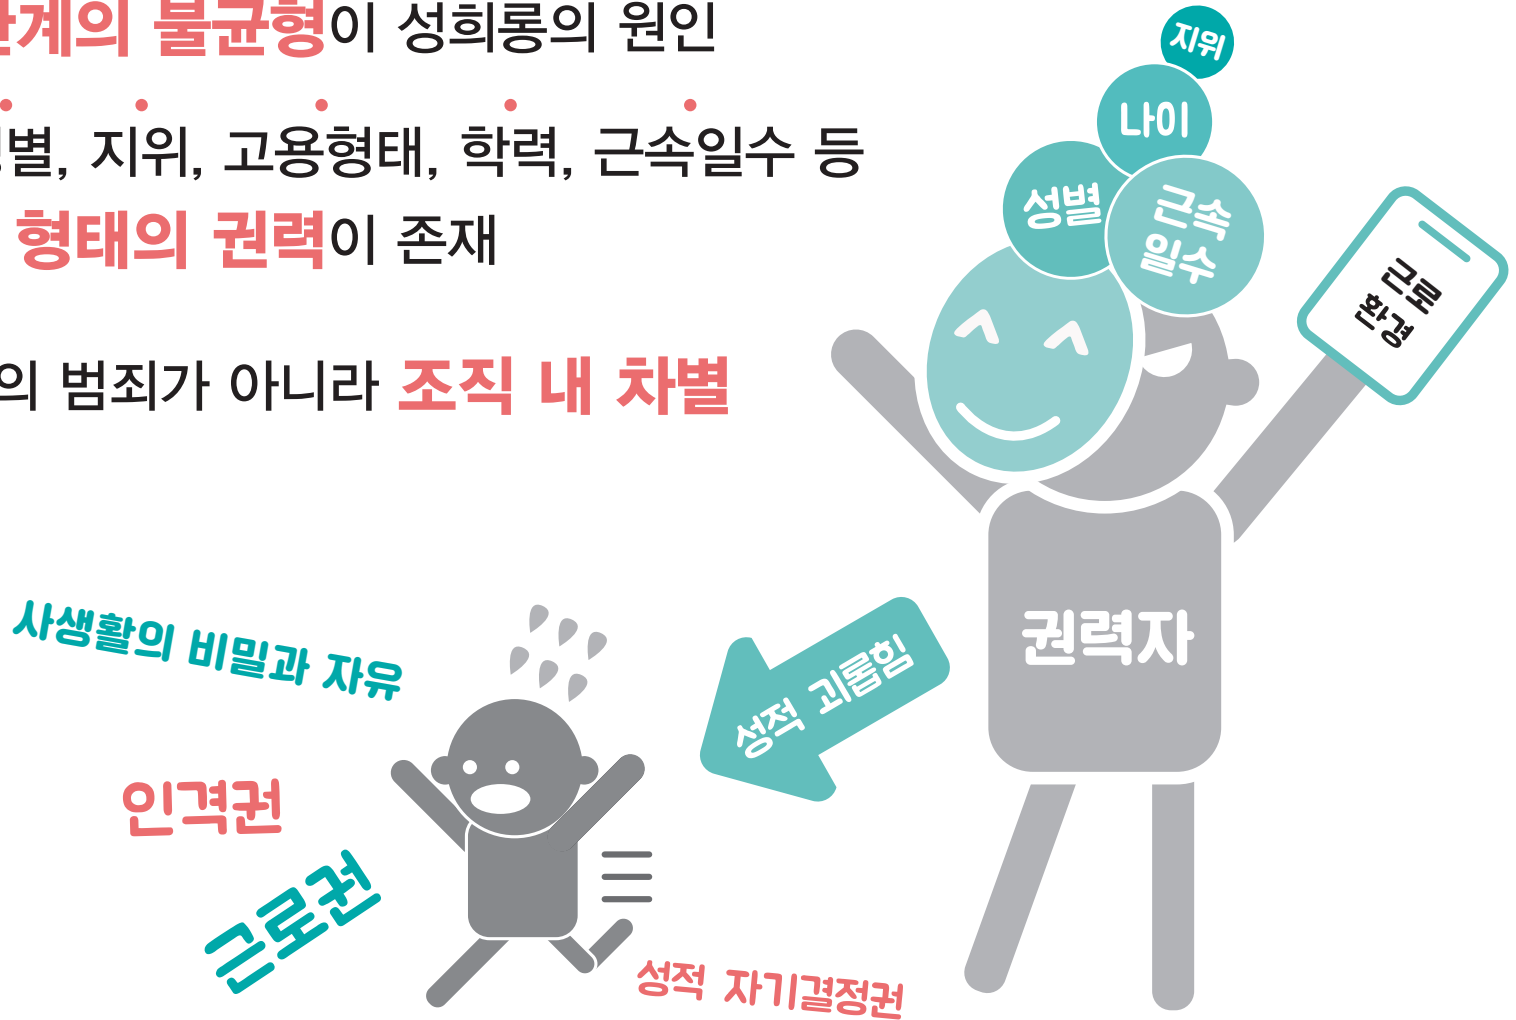 관계의 불균형이 성희롱의 원인
성별, 지위, 고용형태, 학력, 근속일수 등
형태의 권력이 존재
의 범죄가 아니라 조직 내 차별
지위
나이
성별
근속
일수
근로
환경
권력자
성적 괴롭힘
사생활의 비밀과 자유
인격권
근로권
성적 자기결정권